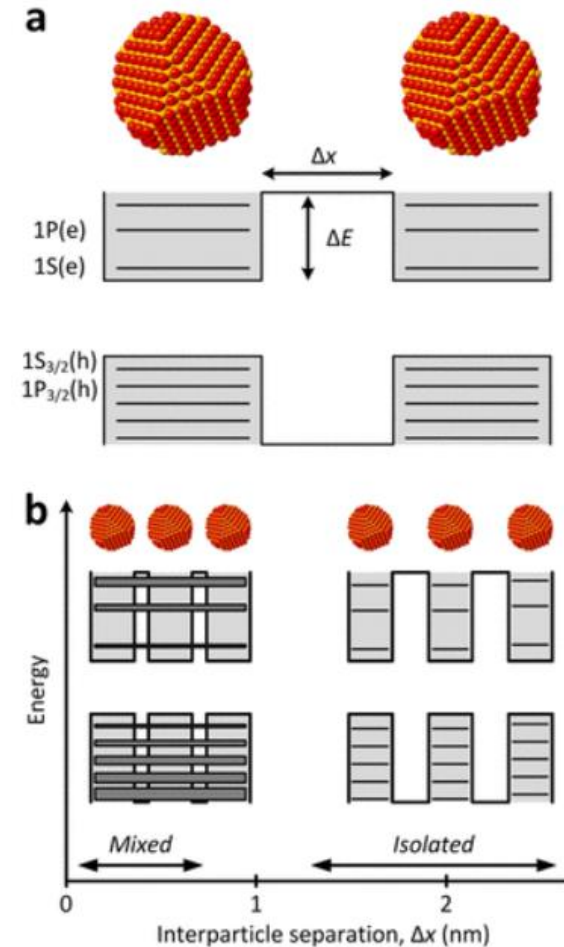 a
Δx
1P(e)
ΔE
1S(e)
1S3/2(h)
1P3/2(h)
b
Energy
Mixed
Isolated
0
1
2
Interparticle separation, Δx (nm)